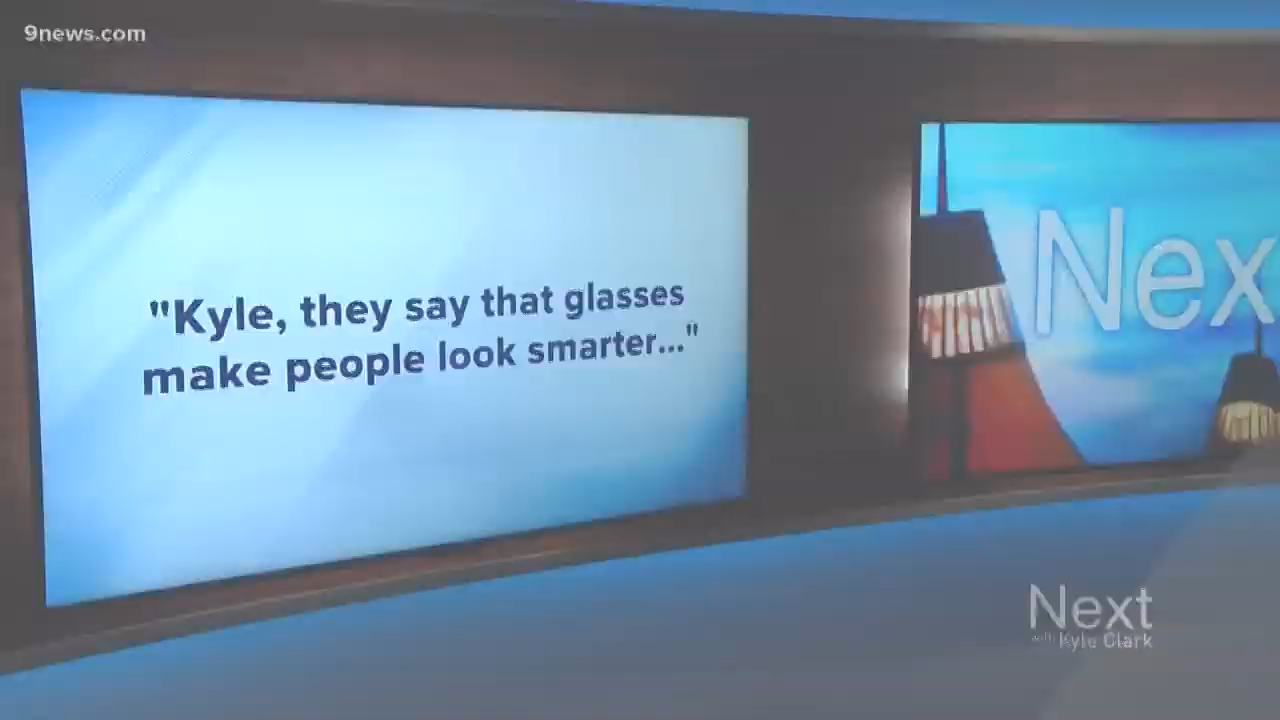 9news.com
"Kyle, they say that glasses
make people look smarter..."
Nex
Next
with Kyle Clark